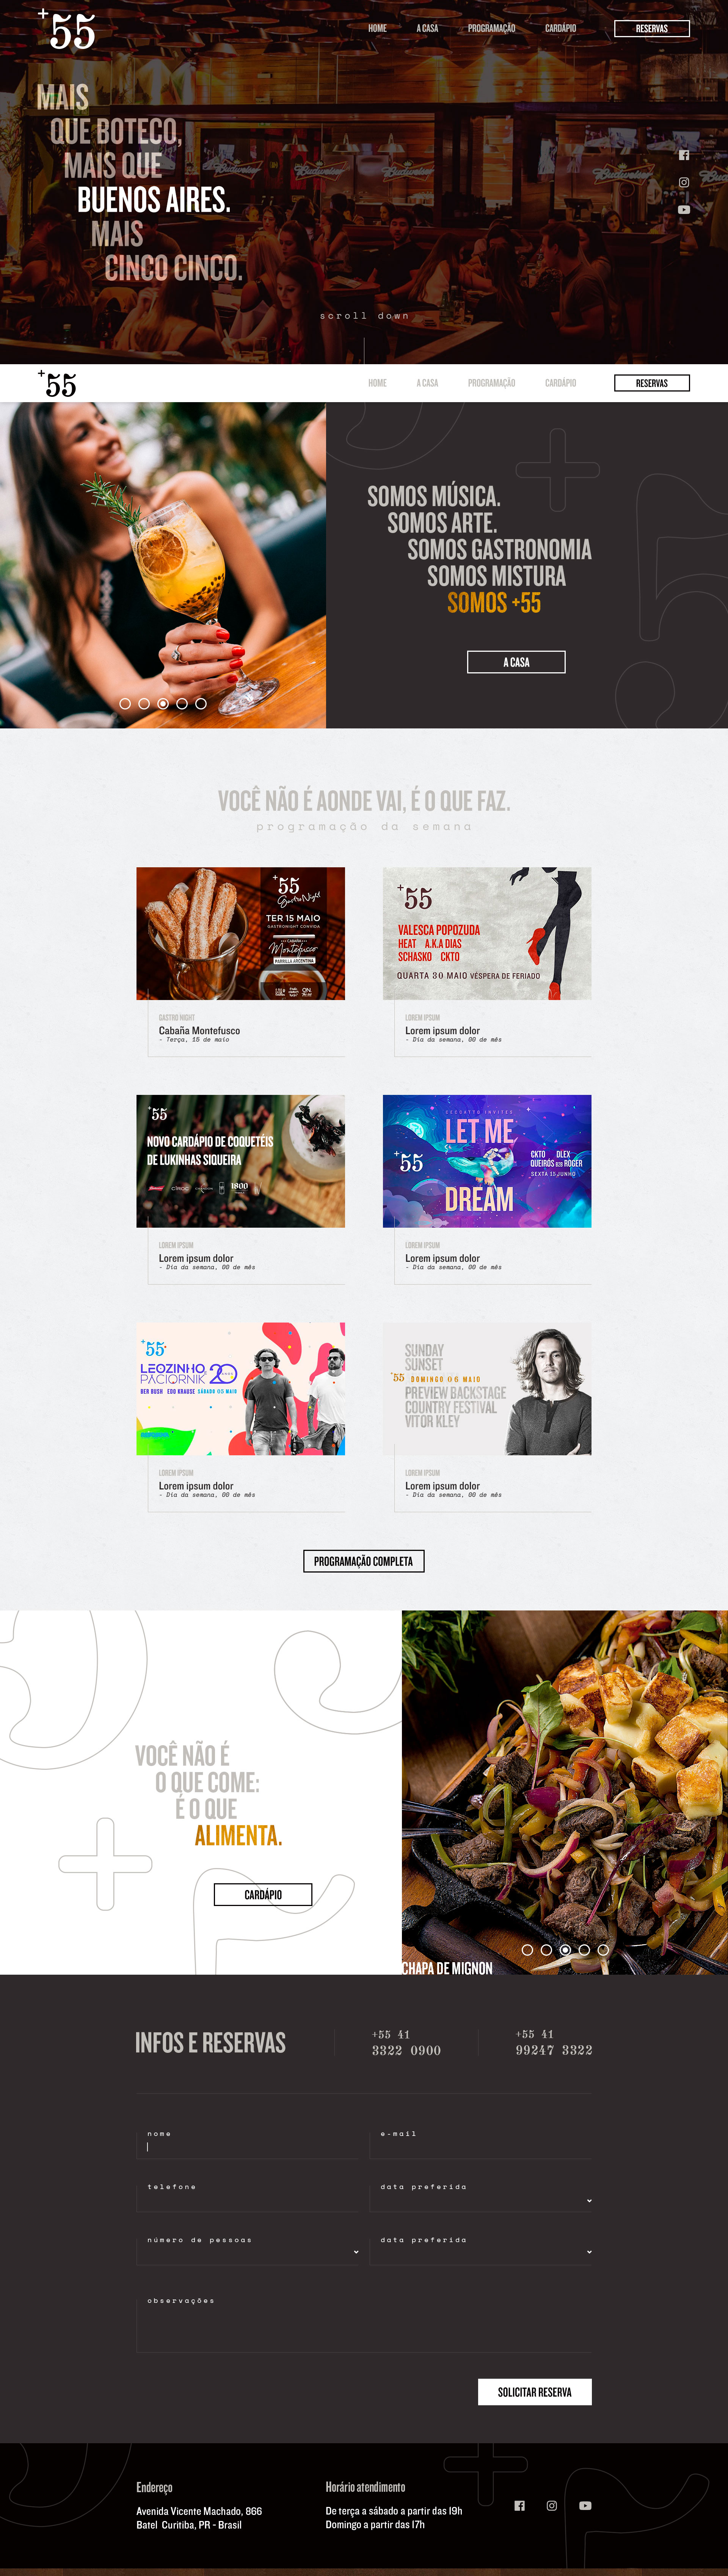 +55
HOME A CASA PROGRAMAÇÃO CARDÁPIO RESERVAS
MAIS
QUE BOTECO,
MAIS QUE
BUENOS AIRES.
MAIS
CINCO CINCO.
Budweiser Budweiser Budweiser Budweiser
scroll down
+55
HOME A CASA PROGRAMAÇÃO CARDÁPIO RESERVAS
SOMOS MÚSICA.
SOMOS ARTE.
SOMOS GASTRONOMIA
SOMOS MISTURA
SOMOS +55
A CASA
VOCÊ NÃO É AONDE VAI, É O QUE FAZ.
programação da semana
+55
Gastro Night
TER 15 MAIO
GASTRONIGHT CONVIDA
CABAÑA
Montefusco
PARRILLA ARGENTINA
GASTRO NIGHT
Cabaña Montefusco
- Terça, 15 de maio
+55
VALESCA POPOZUDA
HEAT A.K.A DIAS
SCHASKO CKTO
QUARTA 30 MAIO VÉSPERA DE FERIADO
LOREM IPSUM
Lorem ipsum dolor
- Dia da semana, 00 de mês
+55
NOVO CARDÁPIO DE COQUETÉIS
DE LUKINHAS SIQUEIRA
CÎROC 1800
LOREM IPSUM
Lorem ipsum dolor
- Dia da semana, 00 de mês
LET ME
DREAM
+55
CKTO DLEX
QUEIRÓS B2B ROGER
SEXTA 15 JUNHO
LOREM IPSUM
Lorem ipsum dolor
- Dia da semana, 00 de mês
+55
LEOZINHO
PACIORNIK 20
BER BUSH EDO KRAUSE SÁBADO 05 MAIO
LOREM IPSUM
Lorem ipsum dolor
- Dia da semana, 00 de mês
SUNDAY
SUNSET
+55 DOMINGO 06 MAIO
PREVIEW BACKSTAGE
COUNTRY FESTIVAL
VITOR KLEY
LOREM IPSUM
Lorem ipsum dolor
- Dia da semana, 00 de mês
PROGRAMAÇÃO COMPLETA
VOCÊ NÃO É
O QUE COME:
É O QUE
ALIMENTA.
CARDÁPIO
CHAPA DE MIGNON
INFOS E RESERVAS
+55 41
3322 0900
+55 41
99247 3322
nome
e-mail
telefone
data preferida
número de pessoas
data preferida
observações
SOLICITAR RESERVA
Endereço
Avenida Vicente Machado, 866
Batel Curitiba, PR - Brasil
Horário atendimento
De terça a sábado a partir das 19h
Domingo a partir das 17h